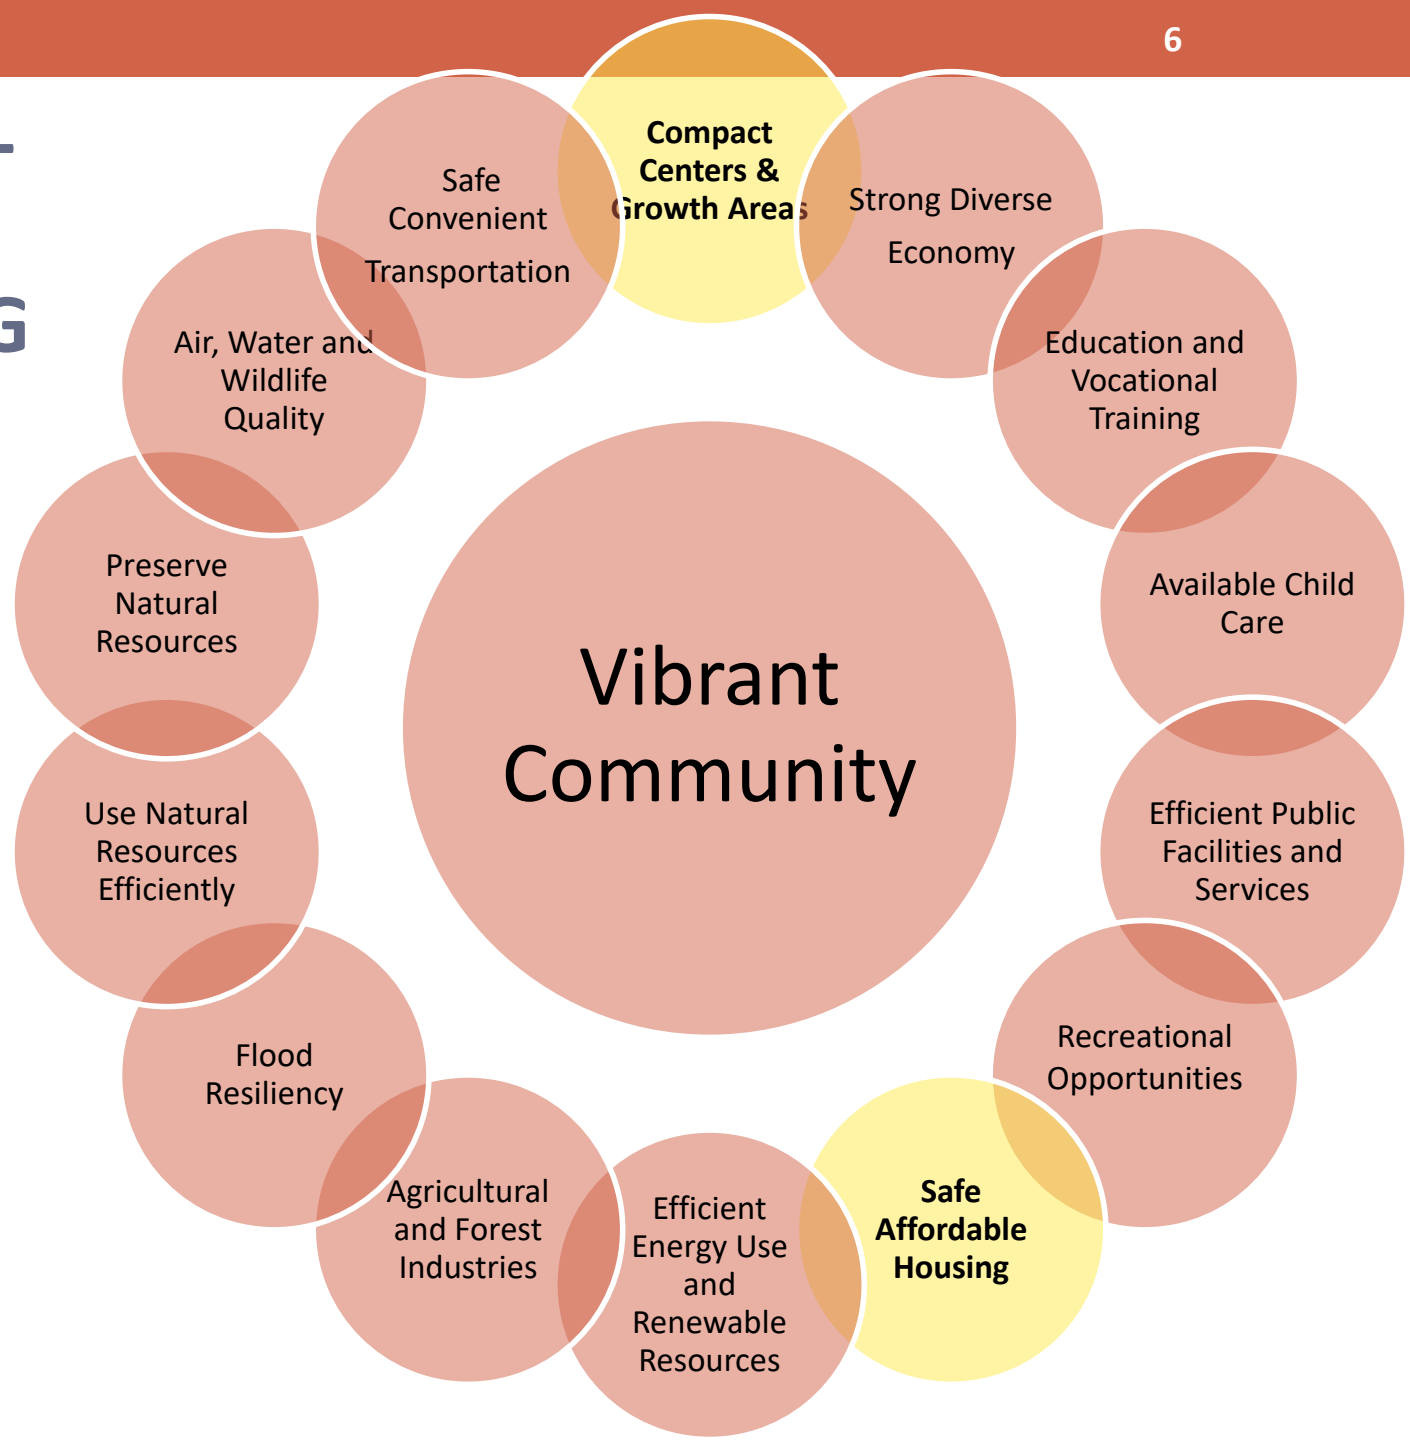 6
G
Compact
Centers &
Growth Areas
Strong Diverse
Economy
Education and
Vocational
Training
Available Child
Care
Efficient Public
Facilities and
Services
Recreational
Opportunities
Safe
Affordable
Housing
Efficient
Energy Use
and
Renewable
Resources
Agricultural
and Forest
Industries
Flood
Resiliency
Use Natural
Resources
Efficiently
Preserve
Natural
Resources
Air, Water and
Wildlife
Quality
Safe
Convenient
Transportation
Vibrant
Community